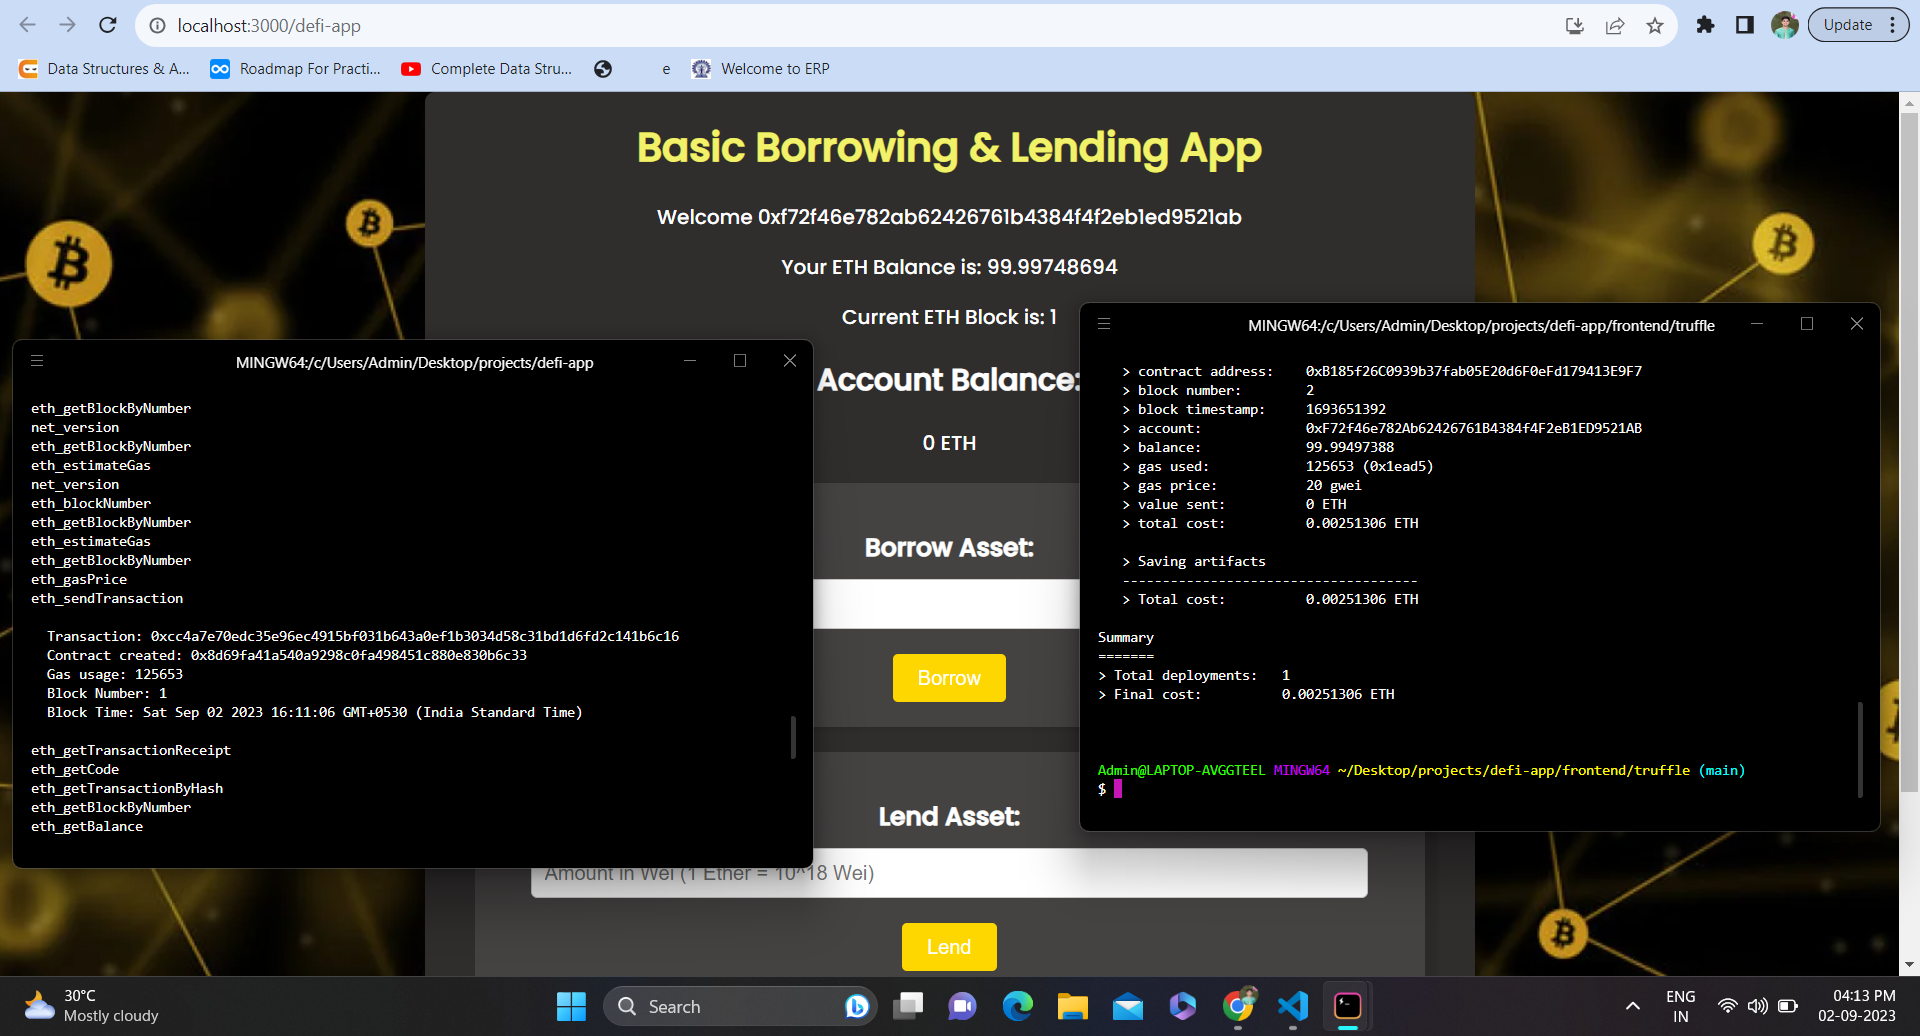 localhost:3000/defi-app
Update
Data Structures & A...
Roadmap For Practi...
Complete Data Stru...
e
Welcome to ERP
Basic Borrowing & Lending App
Welcome 0xf72f46e782ab62426761b4384f4f2eb1ed9521ab
Your ETH Balance is: 99.99748694
Current ETH Block is: 1
Account Balance:
0 ETH
Borrow Asset:
Borrow
Lend Asset:
Amount in Wei (1 Ether = 10^18 Wei)
Lend
MINGW64:/c/Users/Admin/Desktop/projects/defi-app
eth_getBlockByNumber
net_version
eth_getBlockByNumber
eth_estimateGas
net_version
eth_blockNumber
eth_getBlockByNumber
eth_estimateGas
eth_getBlockByNumber
eth_gasPrice
eth_sendTransaction
Transaction: 0xcc4a7e70edc35e96ec4915bf031b643a0ef1b3034d58c31bd1d6fd2c141b6c16
Contract created: 0x8d69fa41a540a9298c0fa498451c880e830b6c33
Gas usage: 125653
Block Number: 1
Block Time: Sat Sep 02 2023 16:11:06 GMT+0530 (India Standard Time)
eth_getTransactionReceipt
eth_getCode
eth_getTransactionByHash
eth_getBlockByNumber
eth_getBalance
MINGW64:/c/Users/Admin/Desktop/projects/defi-app/frontend/truffle
> contract address: 0xB185f26C0939b37fab05E20d6F0eFd179413E9F7
> block number: 2
> block timestamp: 1693651392
> account: 0xF72f46e782Ab62426761B4384f4F2eB1ED9521AB
> balance: 99.99497388
> gas used: 125653 (0x1ead5)
> gas price: 20 gwei
> value sent: 0 ETH
> total cost: 0.00251306 ETH
> Saving artifacts
-------------------------------------
> Total cost: 0.00251306 ETH
Summary
=======
> Total deployments: 1
> Final cost: 0.00251306 ETH
Admin@LAPTOP-AVGGTEEL MINGW64 ~/Desktop/projects/defi-app/frontend/truffle (main)
$
30°C
Mostly cloudy
Search
ENG
IN
04:13 PM
02-09-2023